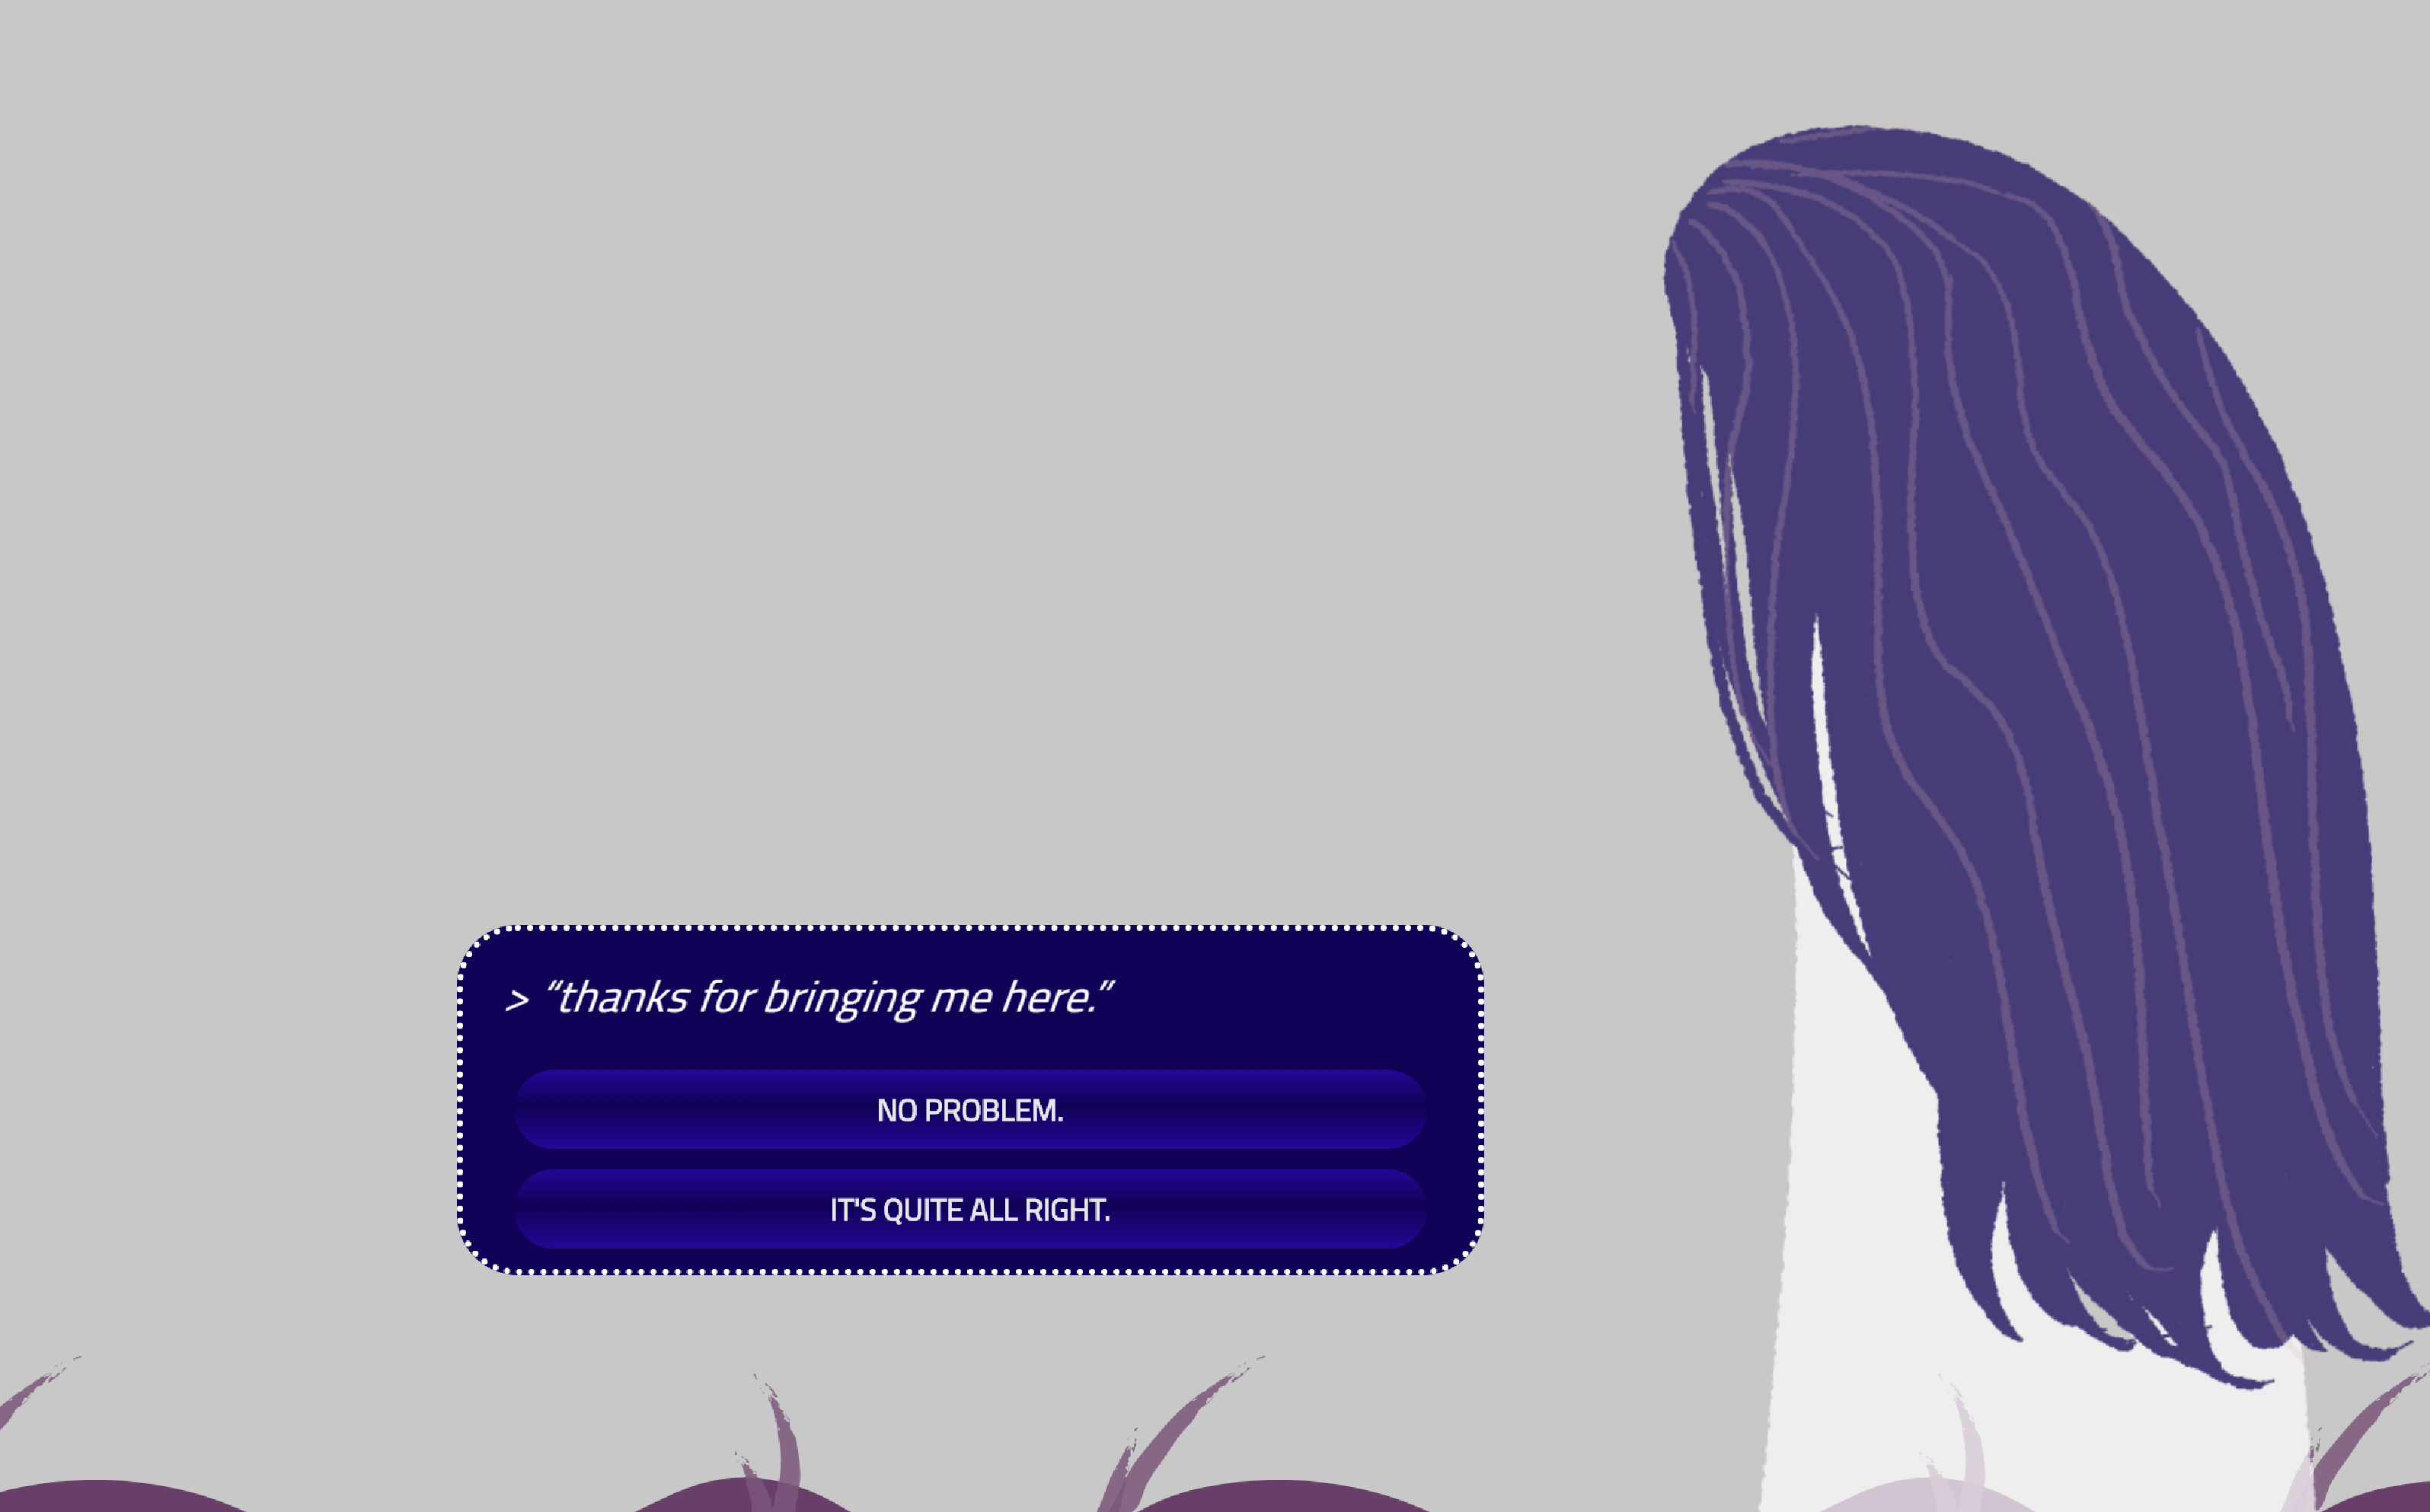 > “thanks for bringing me here.”
NO PROBLEM.
IT'S QUITE ALL RIGHT.